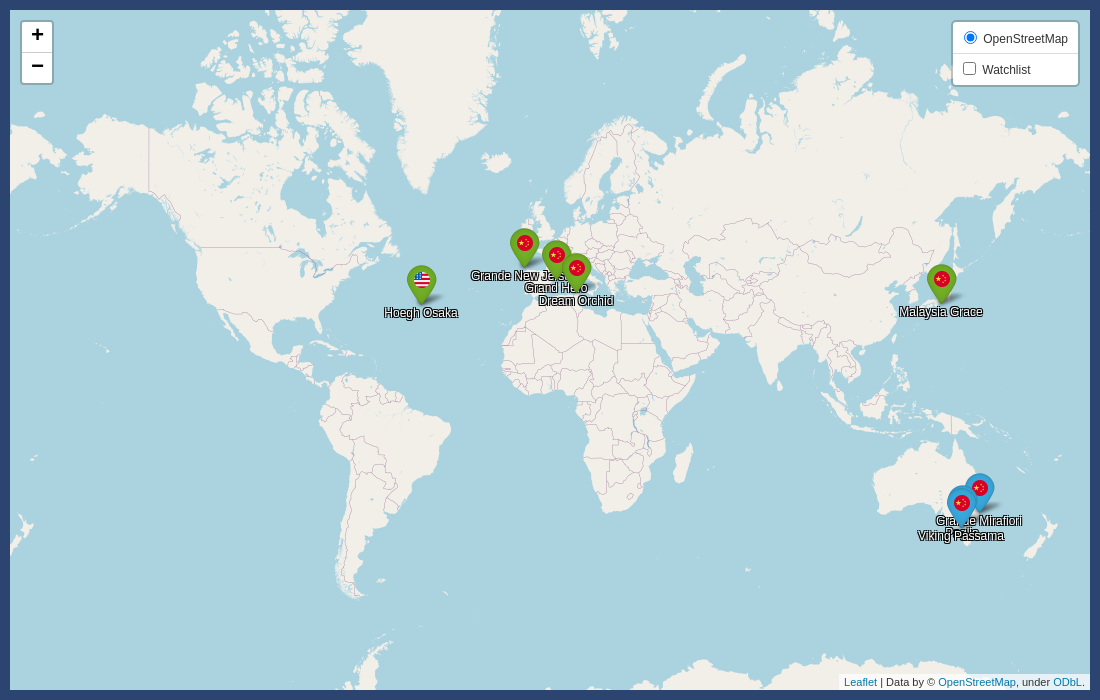 +
−
OpenStreetMap
Watchlist
Grande New Jersey
Grand Hero
Dream Orchid
Hoegh Osaka
Malaysia Grace
Grande Mirafiori
Viking Passama
Leaflet | Data by © OpenStreetMap, under ODbL.